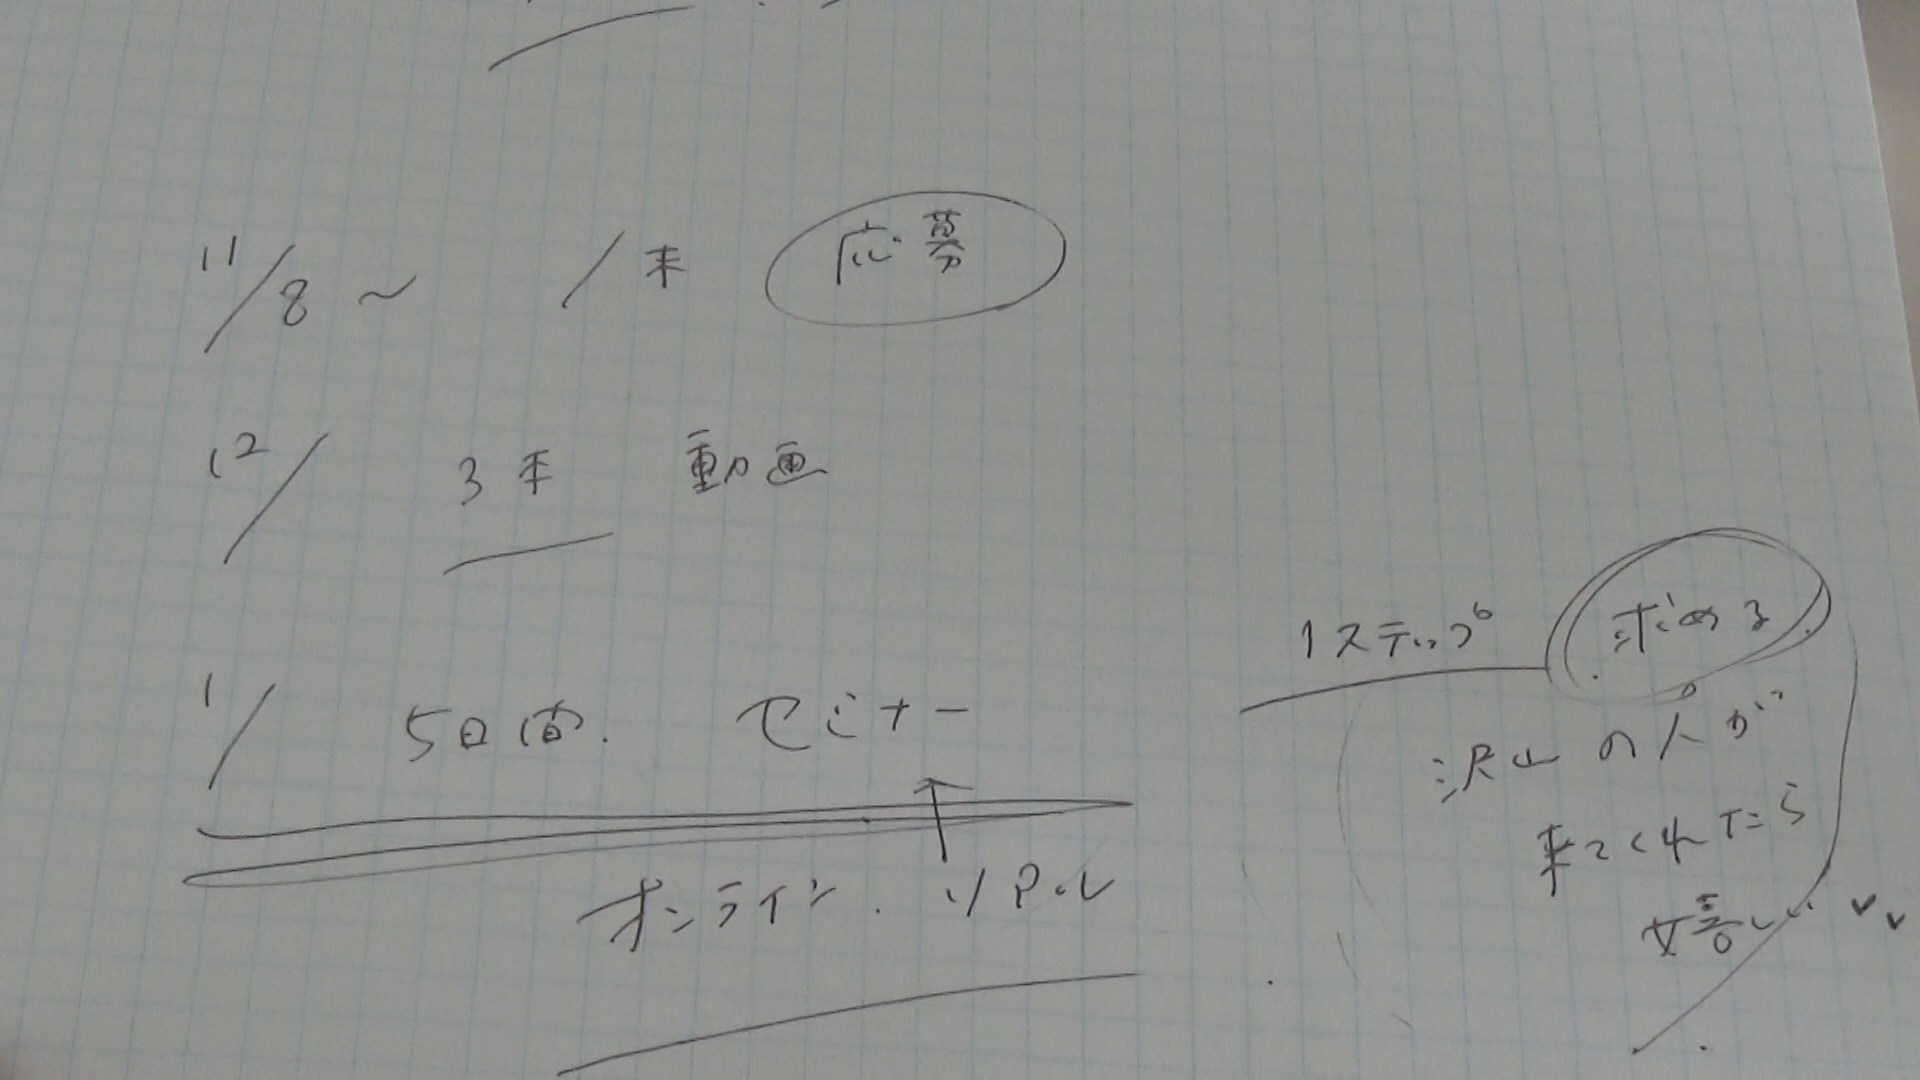 11/8 〜 /末 応募
12/ 3本 動画
1/ 5日間. セミナー
オンライン. リアル
1ステップ 求める
沢山の人が
来てくれたら
嬉しい